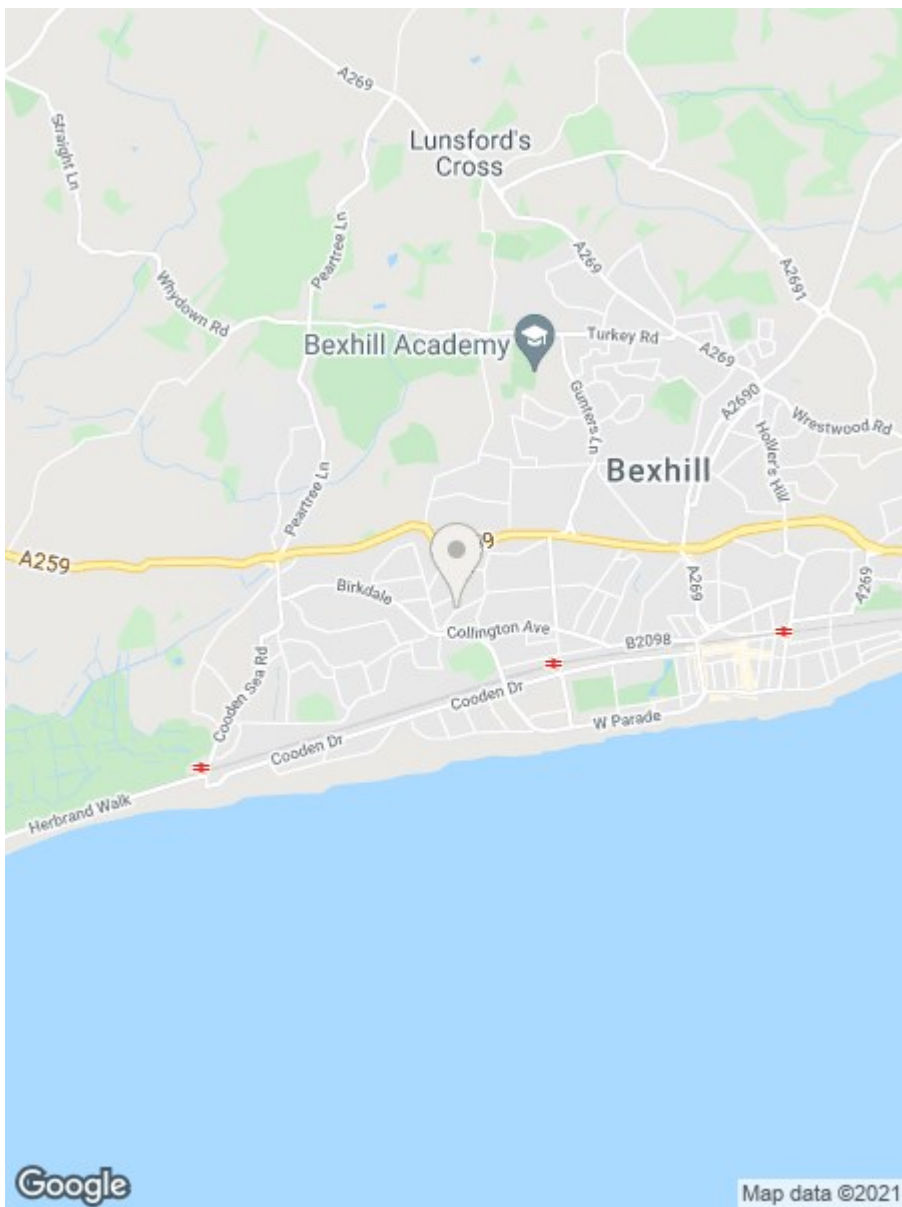 A269
Lunsford's
Cross
Straight Ln
Peartree Ln
A269
A2691
Whydown Rd
Bexhill Academy
Turkey Rd
A269
Gunters Ln
A2690
Wrestwood Rd
Holliers Hill
Bexhill
Peartree Ln
A259
9
Birkdale
A269
A269
Collington Ave
B2098
Cooden Sea Rd
Cooden Dr
W Parade
Cooden Dr
Herbrand Walk
Google
Map data ©2021